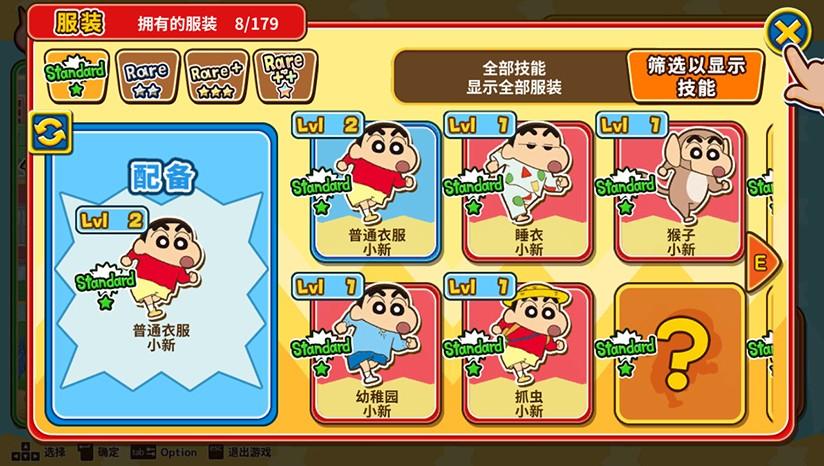 服装 拥有的服装 8/179
Standard
Rare
Rare+
Rare
++
全部技能
显示全部服装
筛选以显示
技能
配备
Lvl 2
Standard
普通衣服
小新
Lvl 2
Standard
普通衣服
小新
Lvl 1
Standard
睡衣
小新
Lvl 1
Standard
猴子
小新
Lvl 1
Standard
幼稚园
小新
Lvl 1
Standard
抓虫
小新
Standard
?
E
选择 确定 tab Option esc 退出游戏